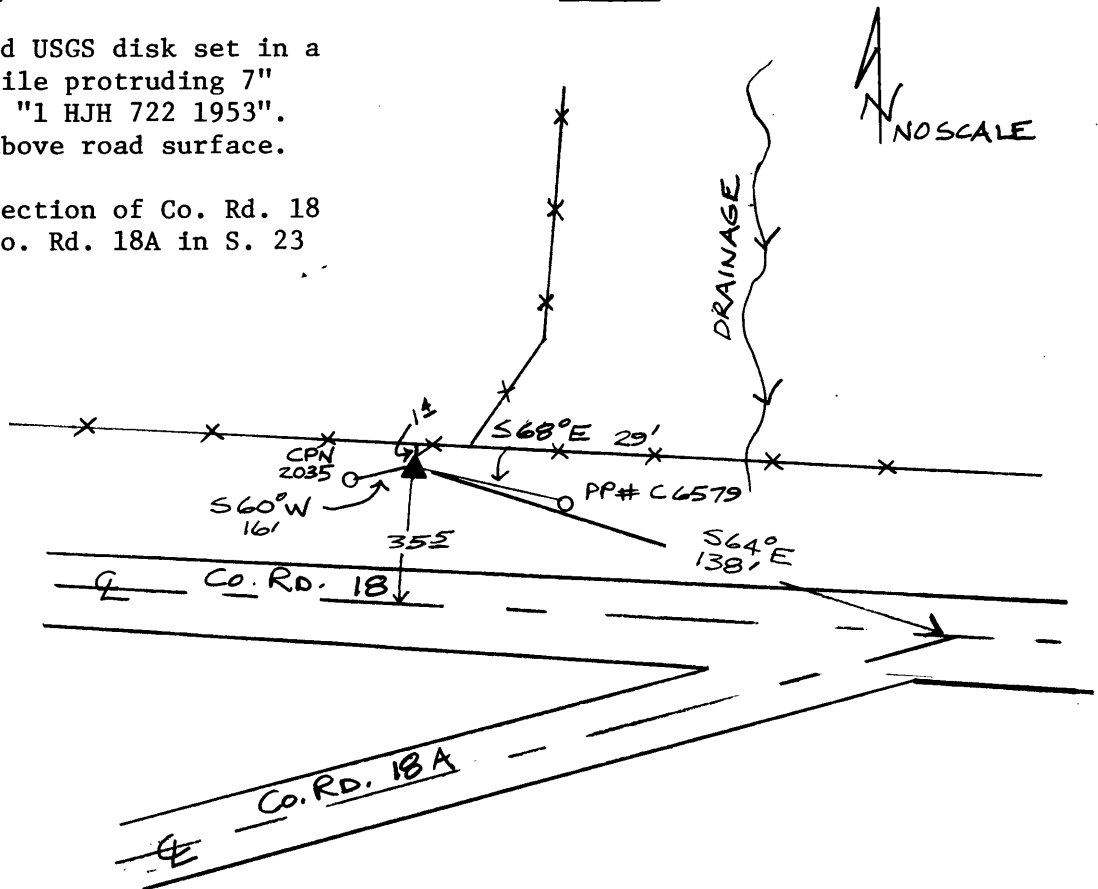 d USGS disk set in a
ile protruding 7"
"1 HJH 722 1953".
bove road surface.
ection of Co. Rd. 18
o. Rd. 18A in S. 23
N
NO SCALE
DRAINAGE
1⁴
S68°E 29'
CPN
2035
PP# C6579
S60°W
16'
35⁵
S64°E
138'
℄ Co. RD. 18
Co. RD. 18A
℄